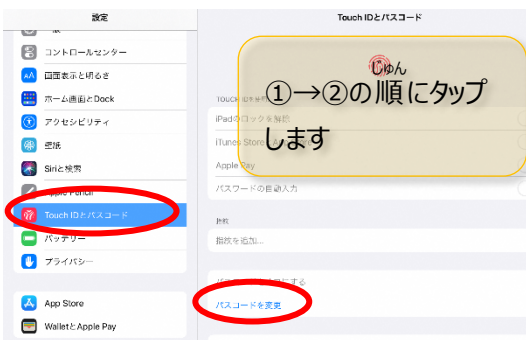 設定
コントロールセンター
画面表示と明るさ
ホーム画面とDock
アクセシビリティ
壁紙
Siriと検索
Apple Pencil
Touch IDとパスコード
バッテリー
プライバシー
App Store
WalletとApple Pay
Touch IDとパスコード
じゅん
①→②の順にタップ
します
iPadのロックを解除
iTunes Store
Apple Pay
パスワードの自動入力
指紋
指紋を追加...
にする
パスコードを変更